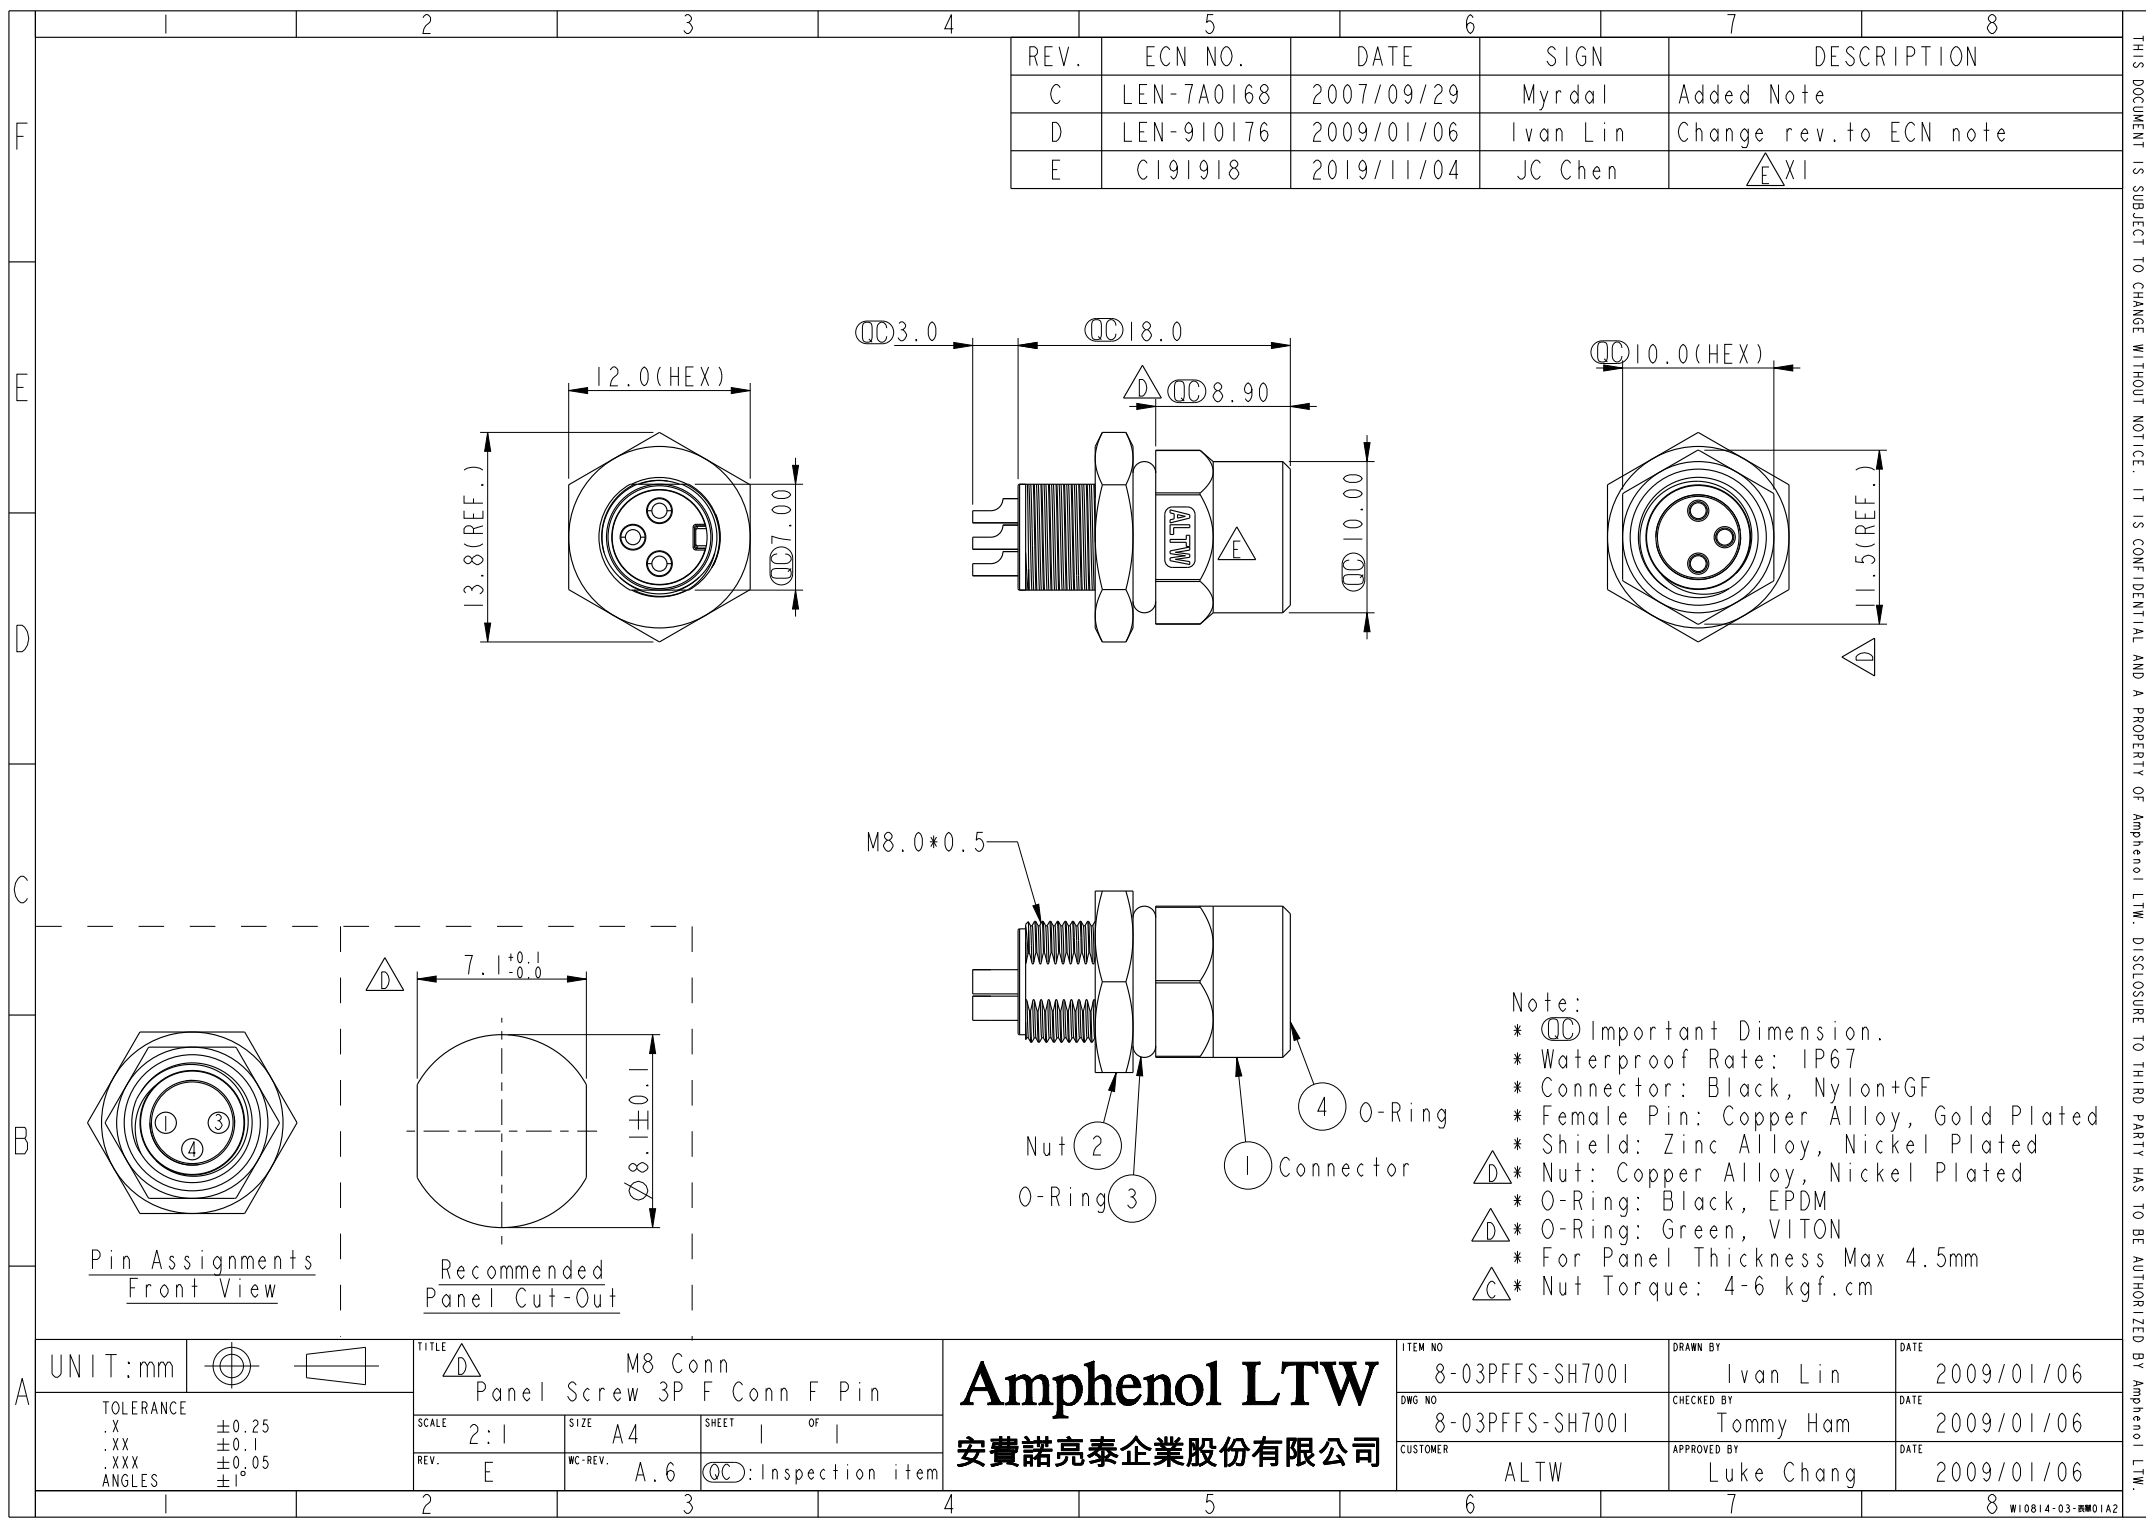 1 2 3 4 5 6 7 8
REV. ECN NO. DATE SIGN DESCRIPTION
C LEN-7A0168 2007/09/29 Myrdal Added Note
D LEN-910176 2009/01/06 Ivan Lin Change rev.to ECN note
E C191918 2019/11/04 JC Chen E X1
F
E
D
C
B
A
THIS DOCUMENT IS SUBJECT TO CHANGE WITHOUT NOTICE. IT IS CONFIDENTIAL AND A PROPERTY OF Amphenol LTW. DISCLOSURE TO THIRD PARTY HAS TO BE AUTHORIZED BY Amphenol LTW.
QC 3.0
QC 18.0
D QC 8.90
12.0(HEX)
13.8(REF.)
QC 7.00
ALTW
E
QC 10.00
QC 10.0(HEX)
11.5(REF.)
D
M8.0*0.5
Nut 2
O-Ring 3
1 Connector
4 O-Ring
D
7.1 +0.1 -0.0
Ø8.1±0.1
1 3
4
Pin Assignments
Front View
Recommended
Panel Cut-Out
Note:
* QC Important Dimension.
* Waterproof Rate: IP67
* Connector: Black, Nylon+GF
* Female Pin: Copper Alloy, Gold Plated
* Shield: Zinc Alloy, Nickel Plated
D * Nut: Copper Alloy, Nickel Plated
* O-Ring: Black, EPDM
D * O-Ring: Green, VITON
* For Panel Thickness Max 4.5mm
C * Nut Torque: 4-6 kgf.cm
UNIT:mm
TOLERANCE
.X ±0.25
.XX ±0.1
.XXX ±0.05
ANGLES ±1°
TITLE D M8 Conn
Panel Screw 3P F Conn F Pin
SCALE 2:1 SIZE A4 SHEET 1 OF 1
REV. E WC-REV. A.6 QC :Inspection item
Amphenol LTW
安費諾亮泰企業股份有限公司
ITEM NO 8-03PFFS-SH7001 DRAWN BY Ivan Lin DATE 2009/01/06
DWG NO 8-03PFFS-SH7001 CHECKED BY Tommy Ham DATE 2009/01/06
CUSTOMER ALTW APPROVED BY Luke Chang DATE 2009/01/06
1 2 3 4 5 6 7 8